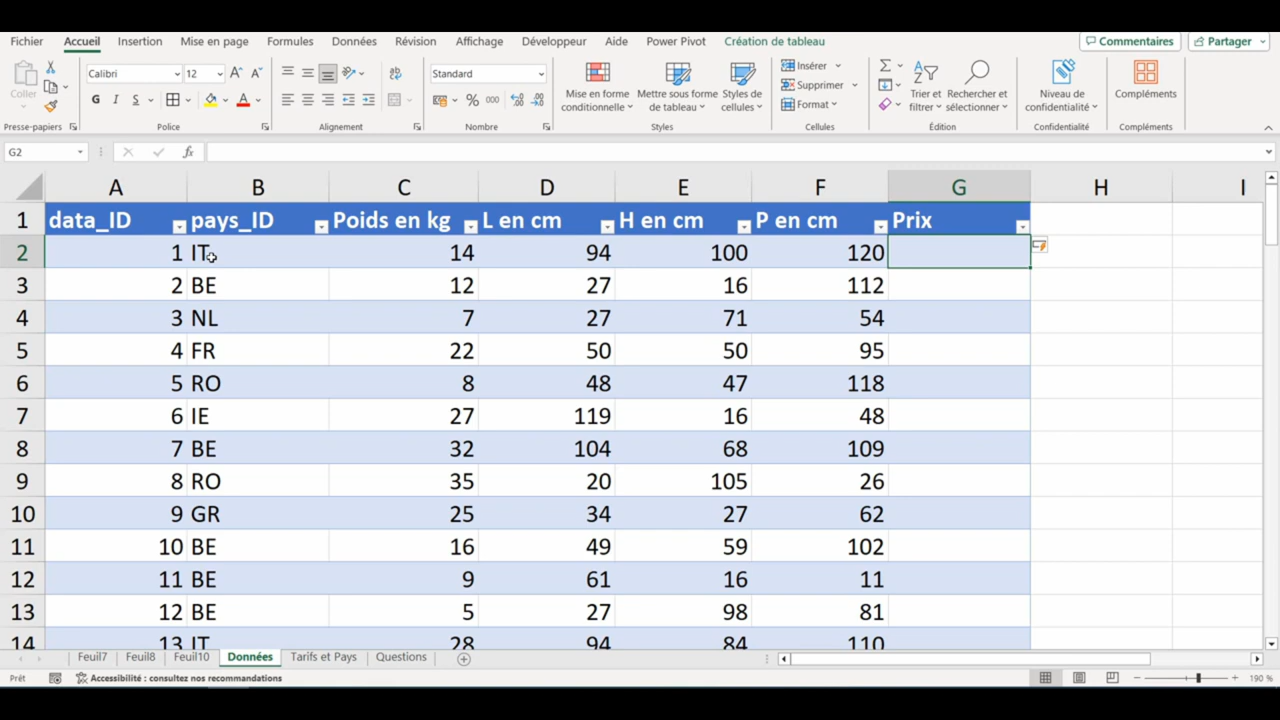 Fichier Accueil Insertion Mise en page Formules Données Révision Affichage Développeur Aide Power Pivot Création de tableau Commentaires Partager
Coller
Calibri 12 A A
G I S A
Presse-papiers Police
ab
Alignement
Standard
% 000
Nombre
Mise en forme conditionnelle
Mettre sous forme de tableau
Styles de cellules
Styles
Insérer
Supprimer
Format
Cellules
Σ
Trier et filtrer
Rechercher et sélectionner
Édition
Niveau de confidentialité
Confidentialité
Compléments
Compléments
G2 fx
A B C D E F G H I
1 data_ID pays_ID Poids en kg L en cm H en cm P en cm Prix
2 1 IT 14 94 100 120
3 2 BE 12 27 16 112
4 3 NL 7 27 71 54
5 4 FR 22 50 50 95
6 5 RO 8 48 47 118
7 6 IE 27 119 16 48
8 7 BE 32 104 68 109
9 8 RO 35 20 105 26
10 9 GR 25 34 27 62
11 10 BE 16 49 59 102
12 11 BE 9 61 16 11
13 12 BE 5 27 98 81
14 13 IT 28 94 84 110
Feuil7 Feuil8 Feuil10 Données Tarifs et Pays Questions
Prêt Accessibilité : consultez nos recommandations 190 %